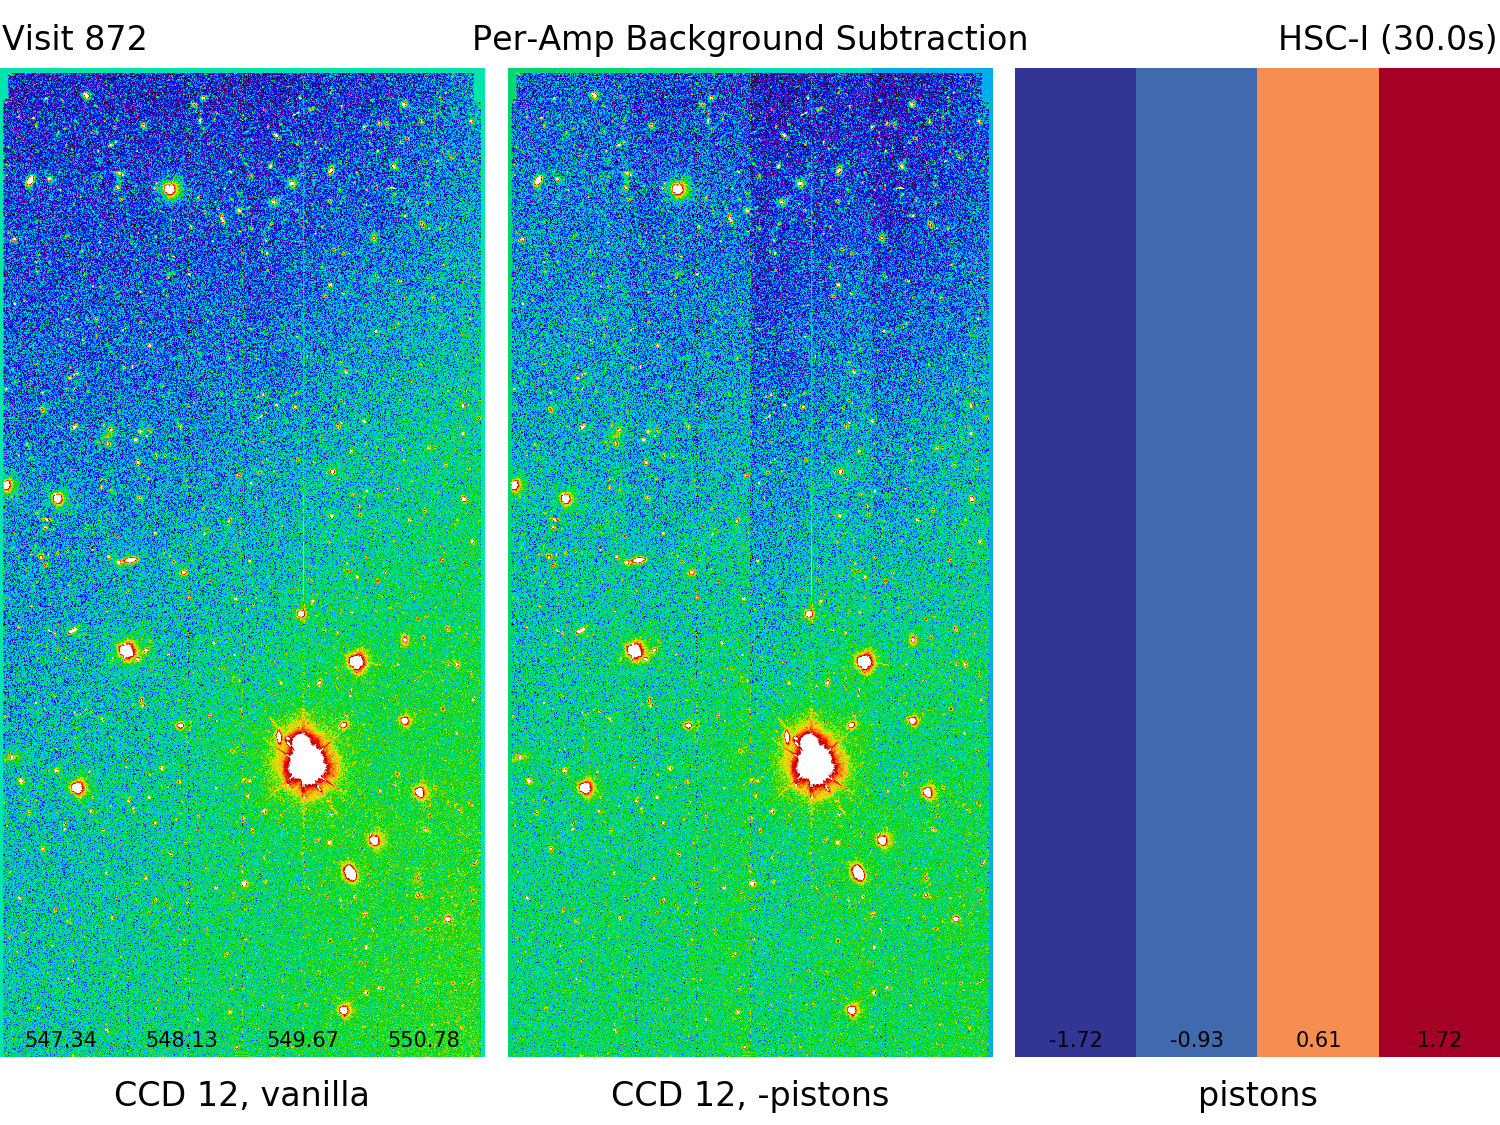 Visit 872 Per-Amp Background Subtraction HSC-I (30.0s)
547.34 548.13 549.67 550.78 -1.72 -0.93 0.61 1.72
CCD 12, vanilla CCD 12, -pistons pistons